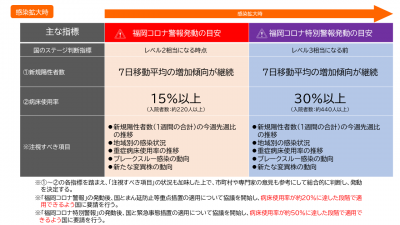 感染拡大時
感染拡大時
主な指標
福岡コロナ警報発動の目安
福岡コロナ特別警報発動の目安
国のステージ判断指標
レベル2相当になる時点
レベル3相当になる前
①新規陽性者数
7日移動平均の増加傾向が継続
7日移動平均の増加傾向が継続
②病床使用率
15%以上
(入院者数:約220人以上)
30%以上
(入院者数:約440人以上)
※注視すべき項目
●新規陽性者数(1週間の合計)の今週先週比
の推移
●地域別の感染状況
●重症病床使用率の推移
●ブレークスルー感染の動向
●新たな変異株の動向
●新規陽性者数(1週間の合計)の今週先週比
の推移
●地域別の感染状況
●重症病床使用率の推移
●ブレークスルー感染の動向
●新たな変異株の動向
※①~②の各指標を踏まえ、「注視すべき項目」の状況も加味した上で、市町村や専門家の意見も参考にして総合的に判断し、発動
を決定する。
※「福岡コロナ警報」の発動後、国とまん延防止等重点措置の適用について協議を開始し、病床使用率が約20%に達した段階で適
用できるよう国に要請を行う。
※「福岡コロナ特別警報」の発動後、国と緊急事態措置の適用について協議を開始し、病床使用率が約50%に達した段階で適用で
きるよう国に要請を行う。